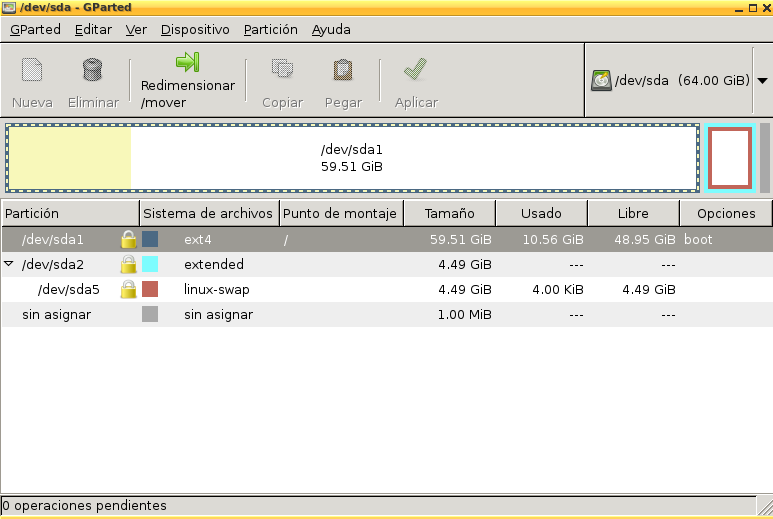 /dev/sda - GParted
GParted Editar Ver Dispositivo Partición Ayuda
Nueva Eliminar Redimensionar /mover Copiar Pegar Aplicar /dev/sda (64.00 GiB)
/dev/sda1
59.51 GiB
Partición Sistema de archivos Punto de montaje Tamaño Usado Libre Opciones
/dev/sda1 ext4 / 59.51 GiB 10.56 GiB 48.95 GiB boot
/dev/sda2 extended 4.49 GiB --- ---
/dev/sda5 linux-swap 4.49 GiB 4.00 KiB 4.49 GiB
sin asignar sin asignar 1.00 MiB --- ---
0 operaciones pendientes